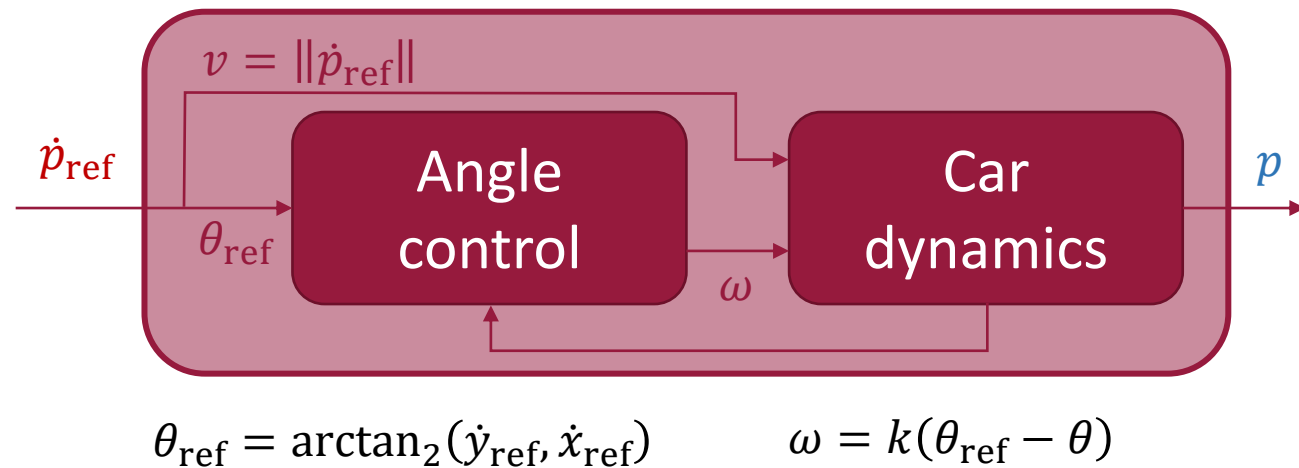 v = ‖ṗ_ref‖
ṗ_ref
θ_ref
Angle
control
ω
Car
dynamics
p
θ_ref = arctan₂(ẏ_ref, ẋ_ref)
ω = k(θ_ref − θ)